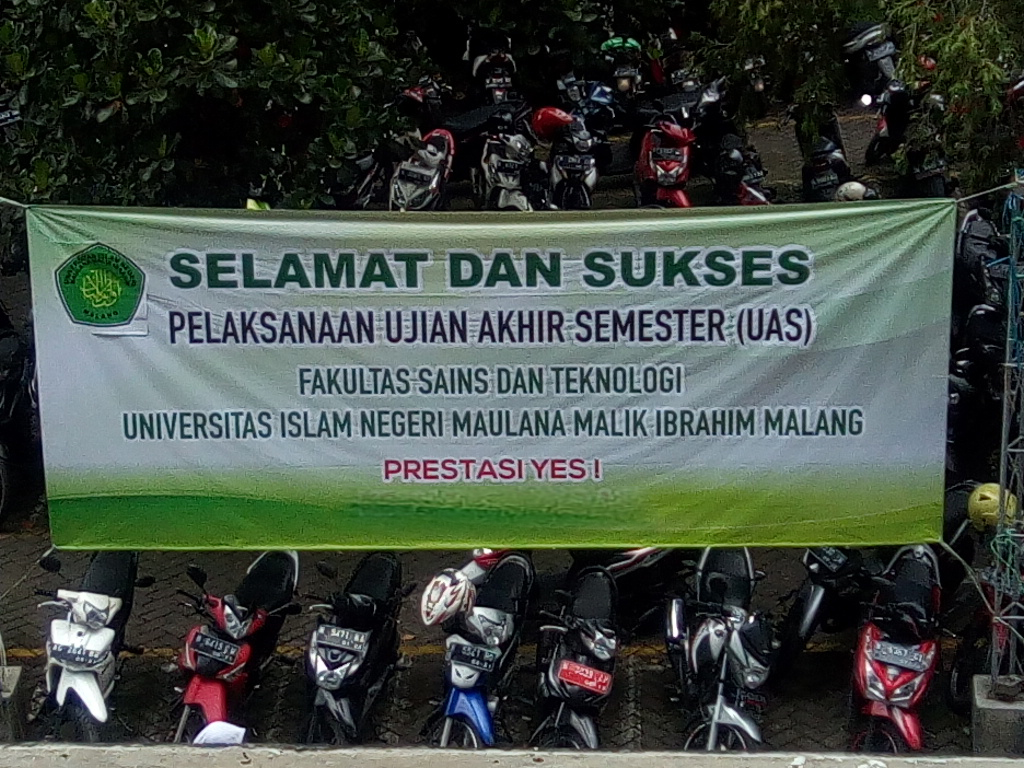 SELAMAT DAN SUKSES
PELAKSANAAN UJIAN AKHIR SEMESTER (UAS)
FAKULTAS SAINS DAN TEKNOLOGI
UNIVERSITAS ISLAM NEGERI MAULANA MALIK IBRAHIM MALANG
PRESTASI YES !
MALANG